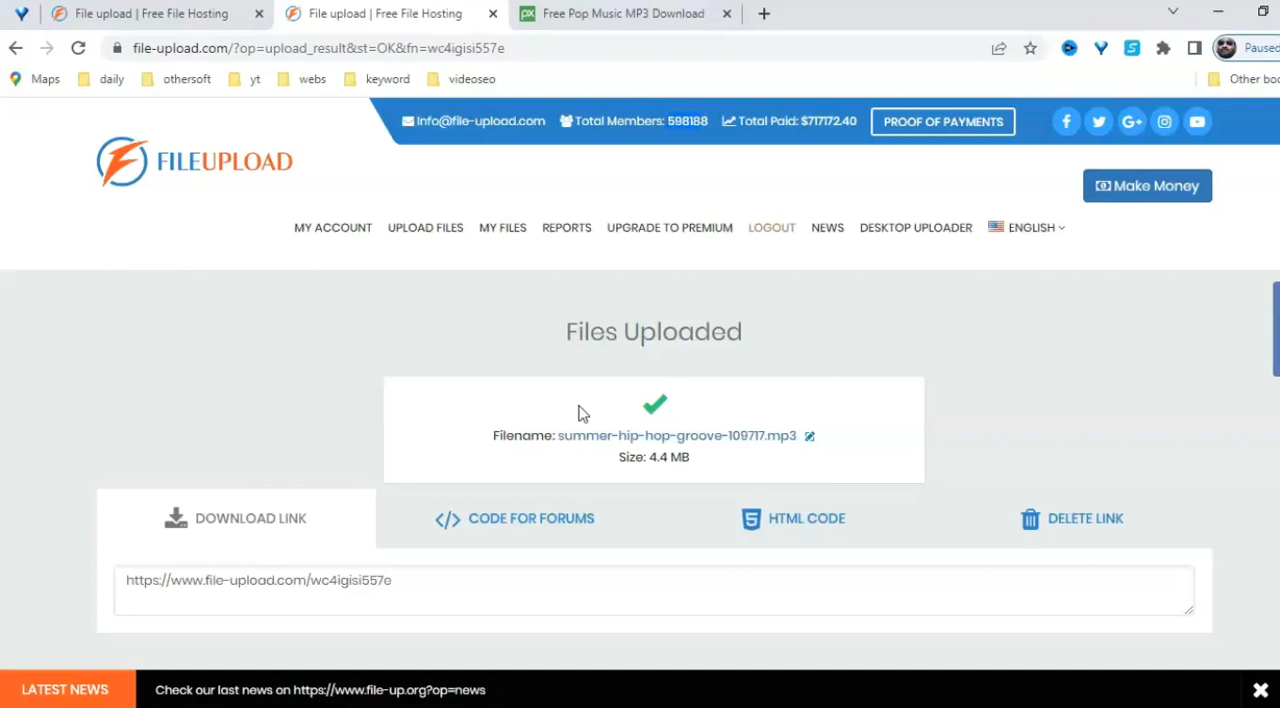 File upload | Free File Hosting
File upload | Free File Hosting
Free Pop Music MP3 Download
file-upload.com/?op=upload_result&st=OK&fn=wc4igisi557e
Paused
Maps daily othersoft yt webs keyword videoseo Other boo
Info@file-upload.com Total Members: 598188 Total Paid: $717172.40 PROOF OF PAYMENTS
FILEUPLOAD
Make Money
MY ACCOUNT UPLOAD FILES MY FILES REPORTS UPGRADE TO PREMIUM LOGOUT NEWS DESKTOP UPLOADER ENGLISH
Files Uploaded
Filename: summer-hip-hop-groove-109717.mp3
Size: 4.4 MB
DOWNLOAD LINK CODE FOR FORUMS HTML CODE DELETE LINK
https://www.file-upload.com/wc4igisi557e
LATEST NEWS Check our last news on https://www.file-up.org?op=news